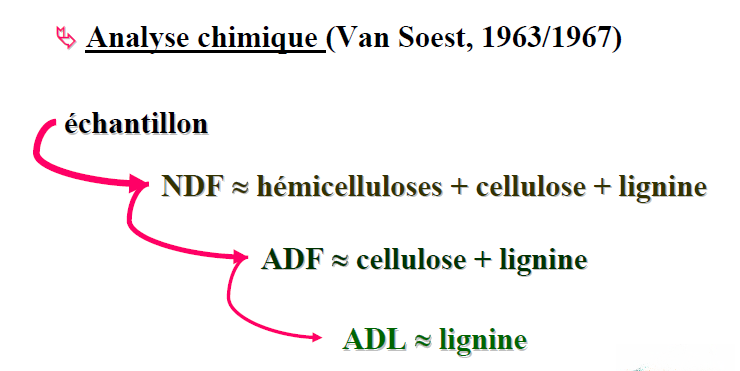 Analyse chimique (Van Soest, 1963/1967)
échantillon
NDF ≈ hémicelluloses + cellulose + lignine
ADF ≈ cellulose + lignine
ADL ≈ lignine